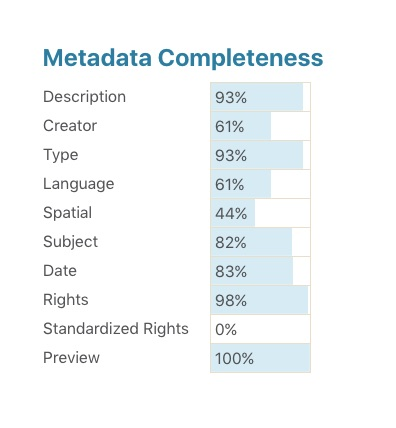 Metadata Completeness
Description 93%
Creator 61%
Type 93%
Language 61%
Spatial 44%
Subject 82%
Date 83%
Rights 98%
Standardized Rights 0%
Preview 100%